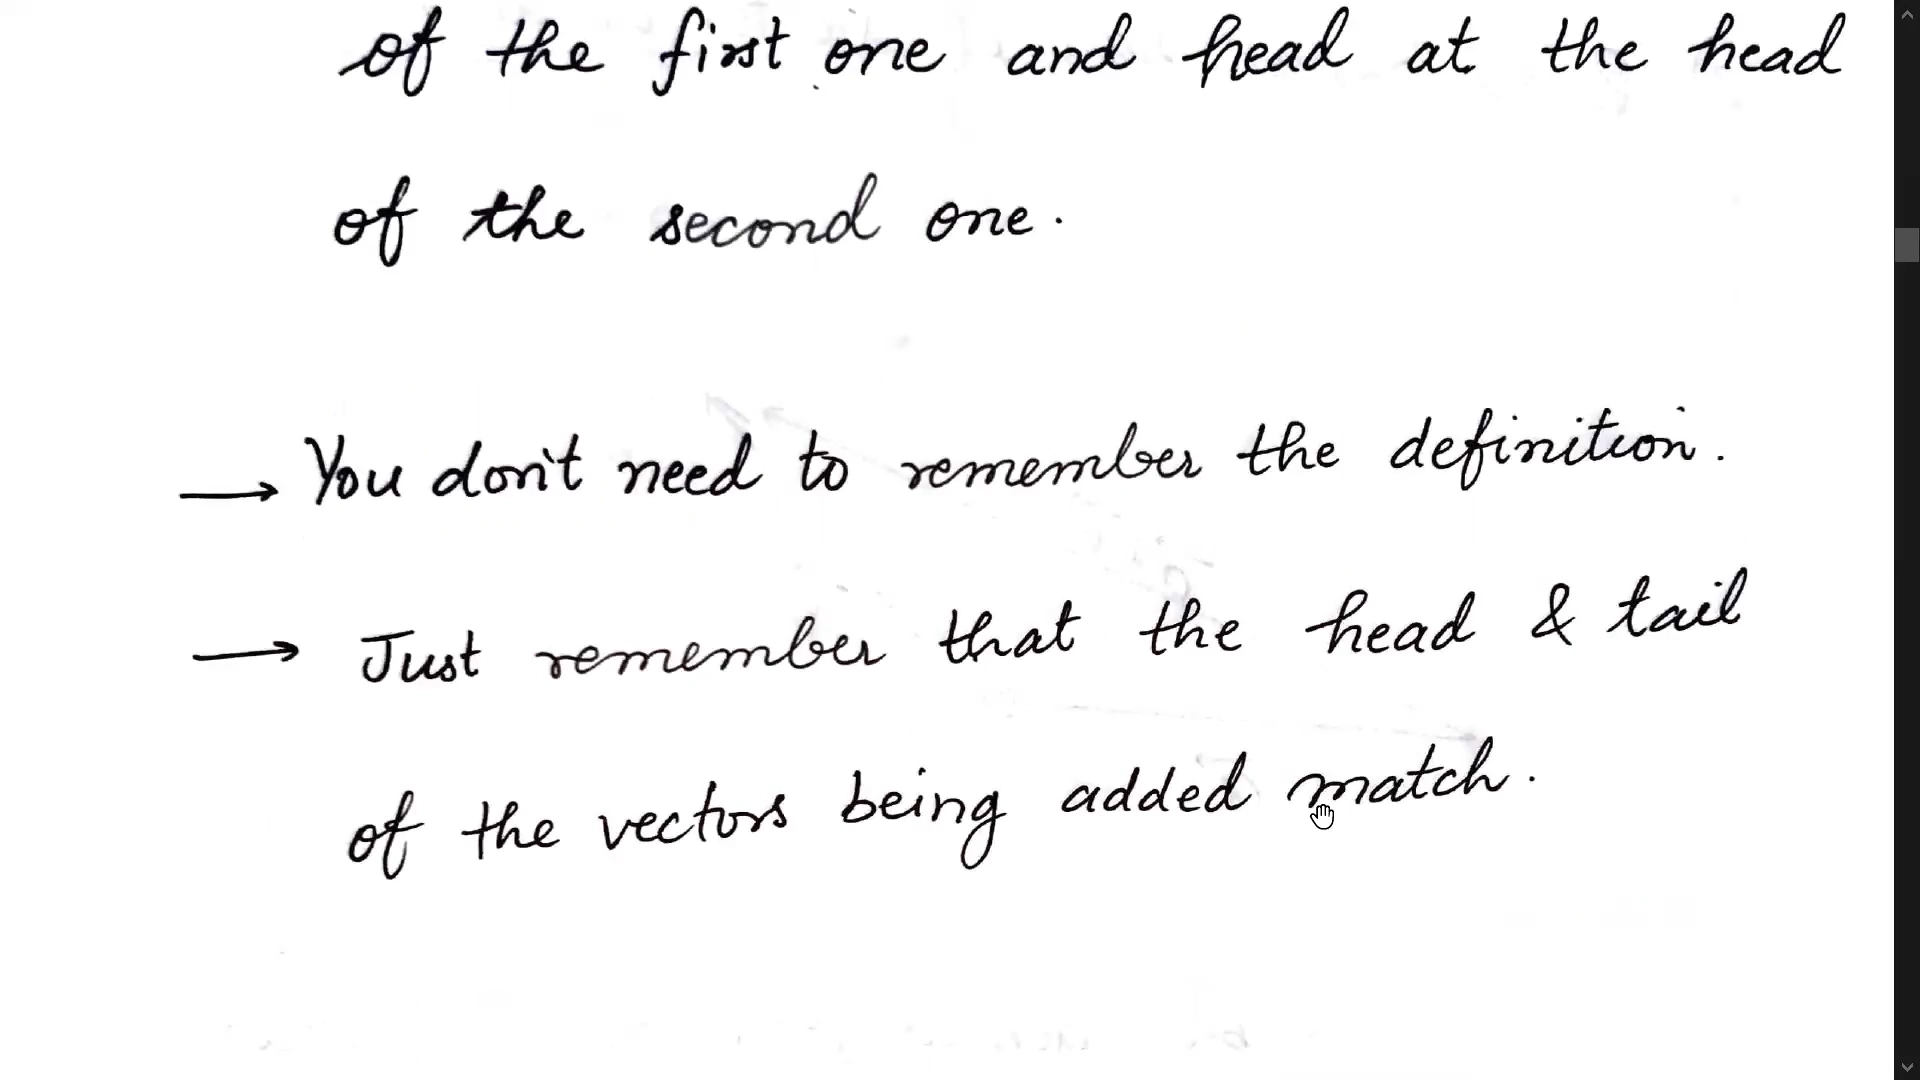 of the first one and head at the head
of the second one.
→ You don't need to remember the definition.
→ Just remember that the head & tail
of the vectors being added match.